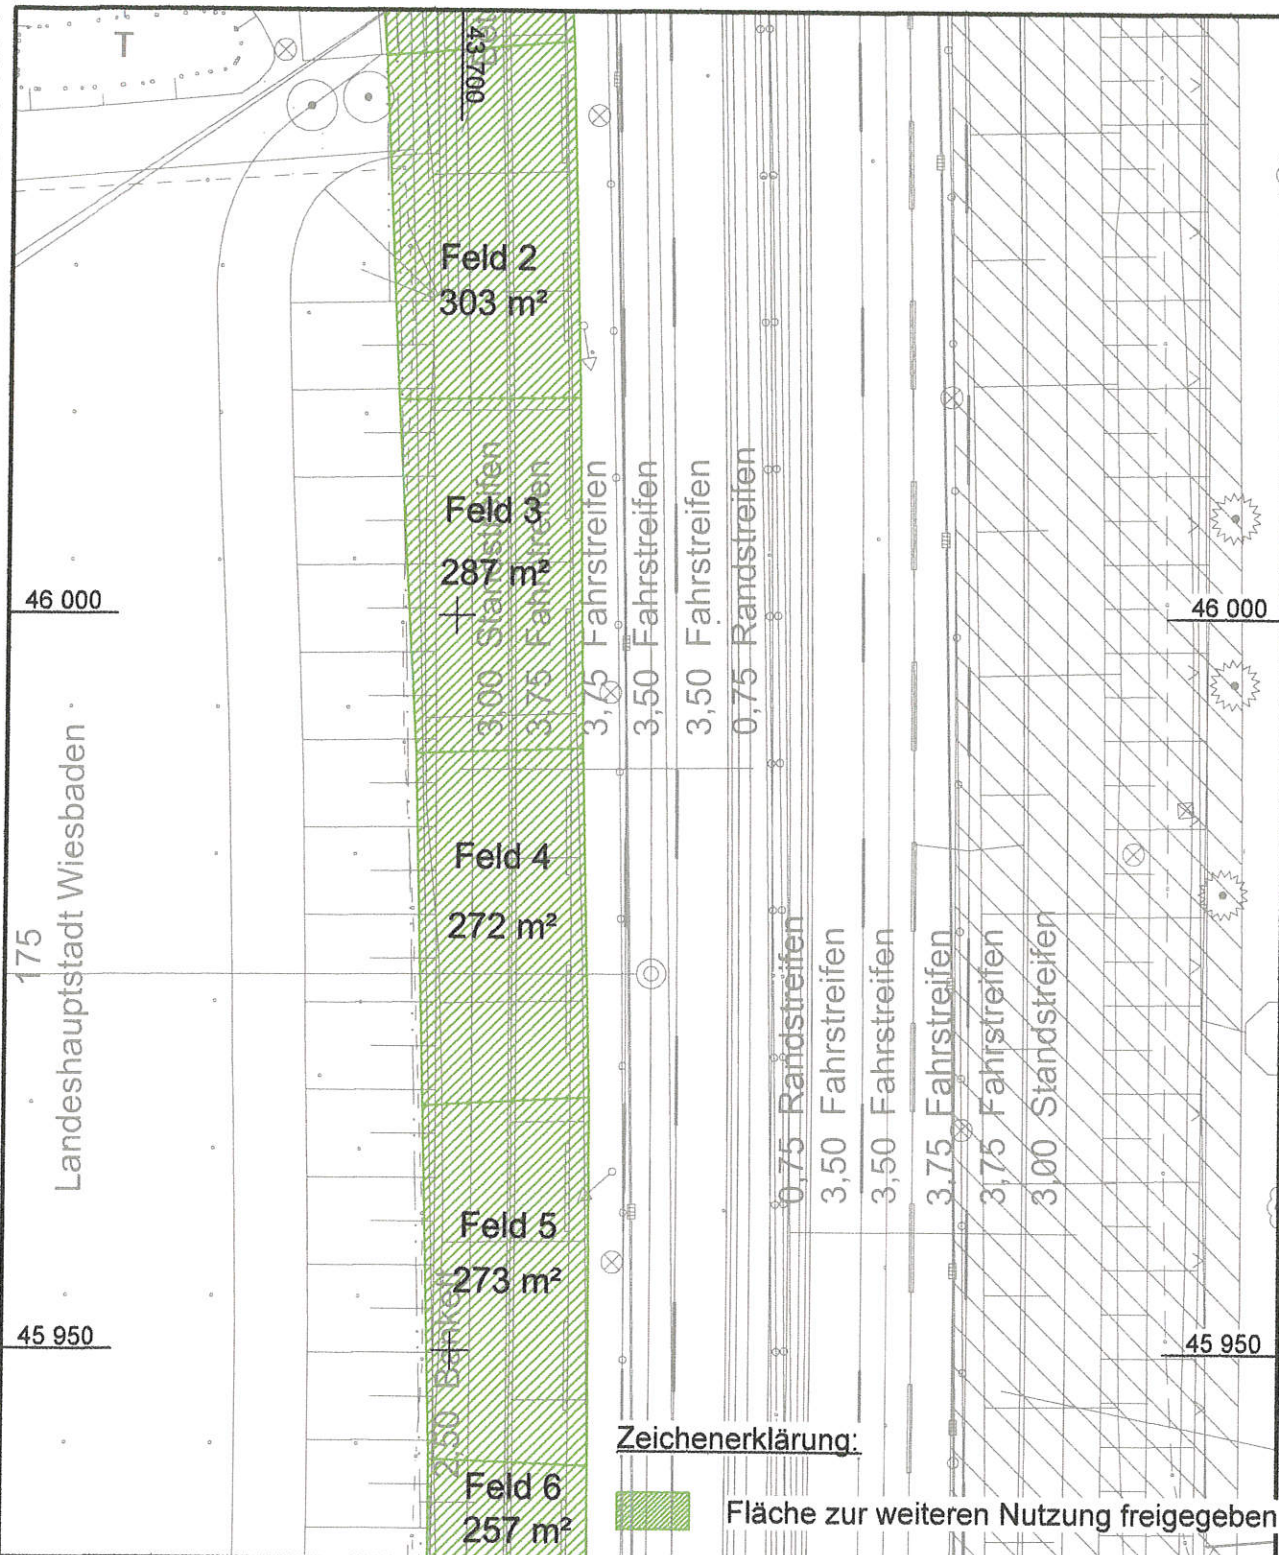 T
43 700
Feld 2
303 m²
Feld 3
287 m²
3,00 Standstreifen
3,75 Fahrstreifen
3,75 Fahrstreifen
3,50 Fahrstreifen
3,50 Fahrstreifen
0,75 Randstreifen
46 000
46 000
Landeshauptstadt Wiesbaden
175
Feld 4
272 m²
0,75 Randstreifen
3,50 Fahrstreifen
3,50 Fahrstreifen
3,75 Fahrstreifen
3,75 Fahrstreifen
3,00 Standstreifen
Feld 5
273 m²
45 950
45 950
2,50 Bankett
Zeichenerklärung:
Feld 6
257 m²
Fläche zur weiteren Nutzung freigegeben